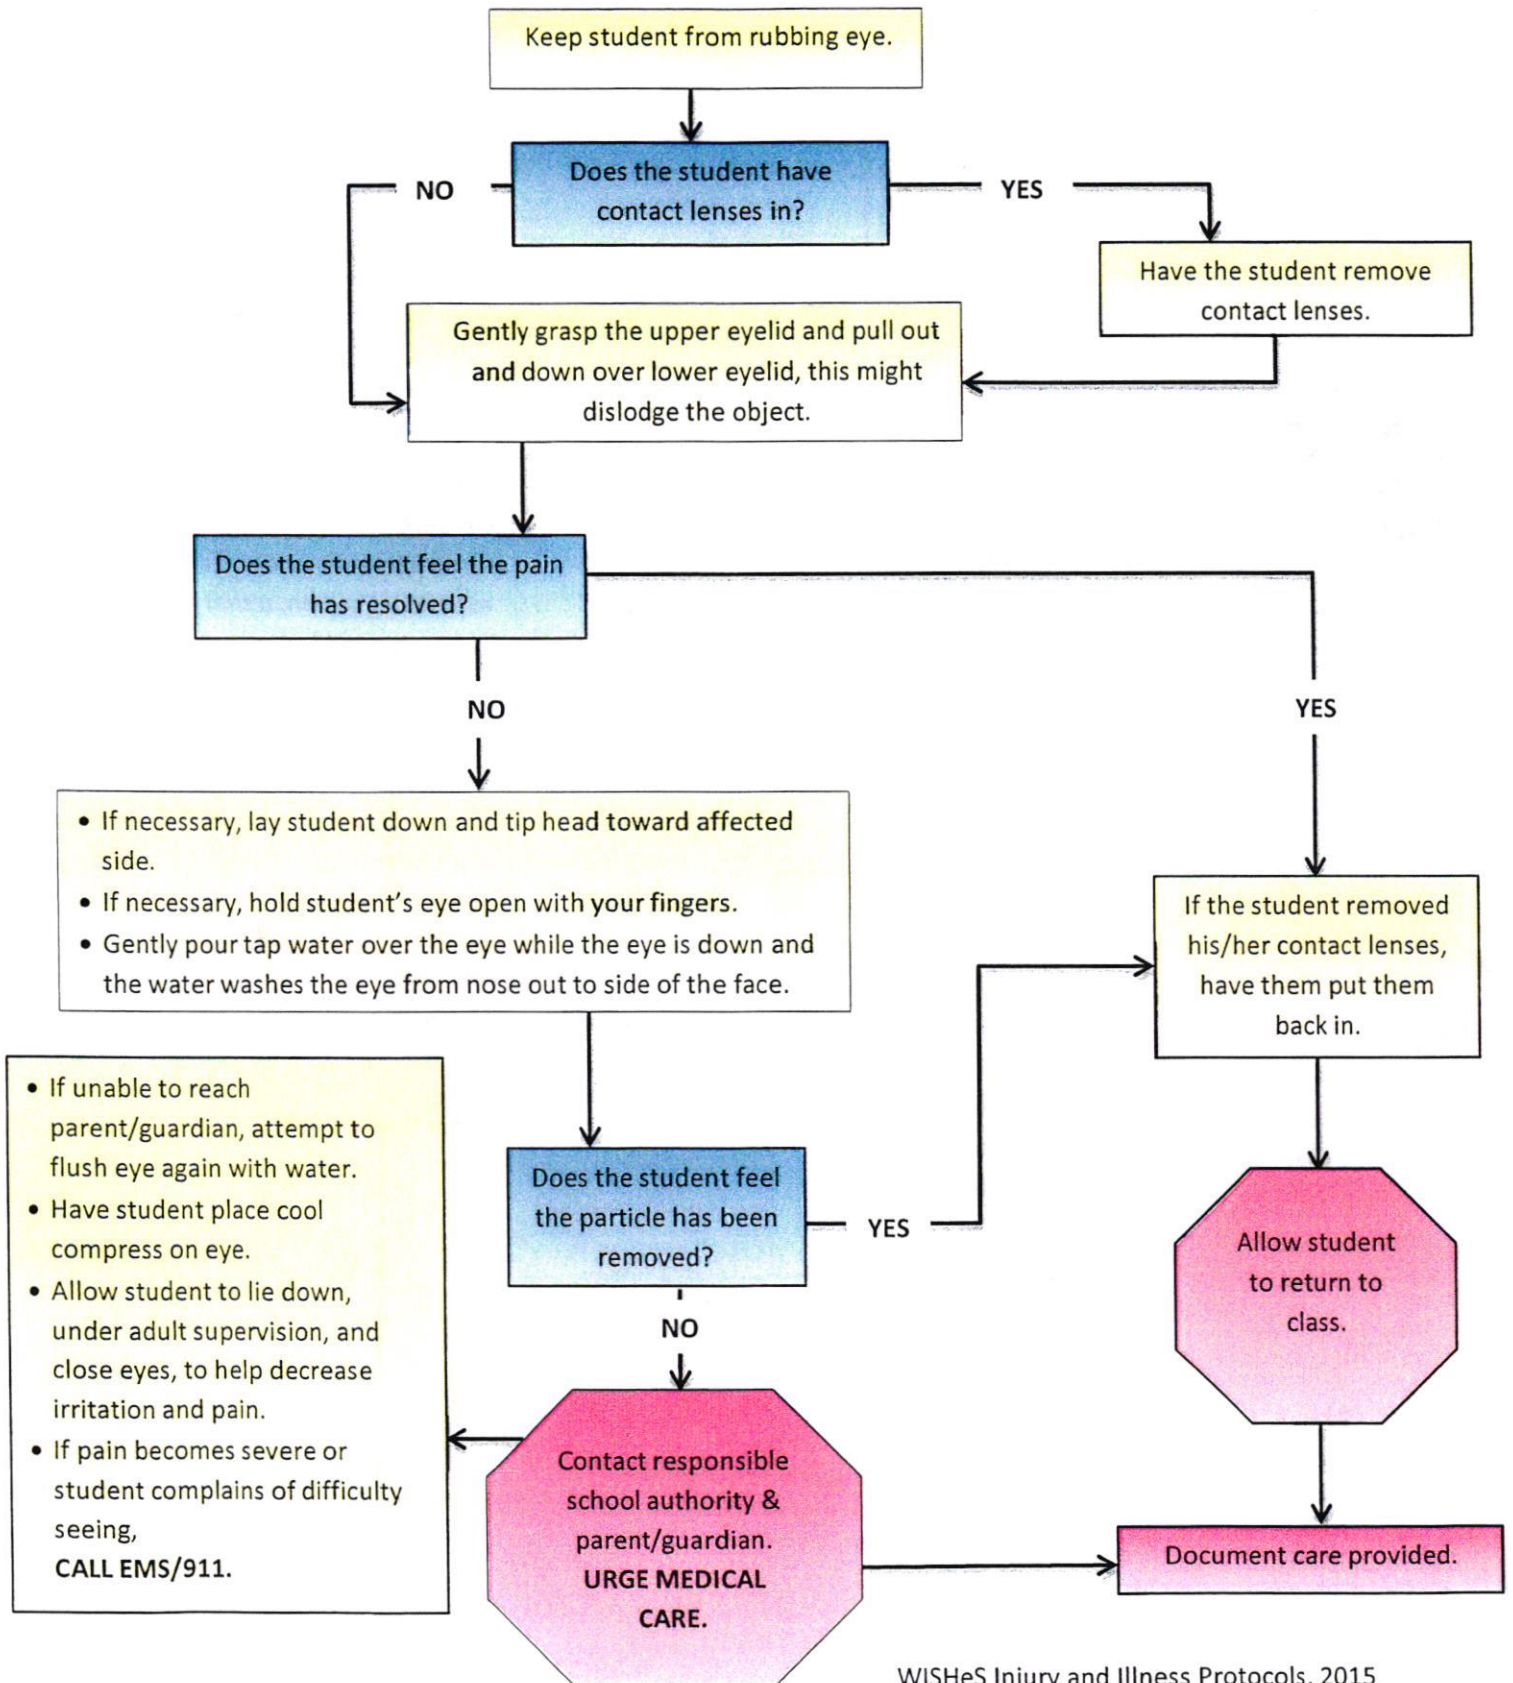 Keep student from rubbing eye.
Does the student have
contact lenses in?
NO
YES
Have the student remove
contact lenses.
Gently grasp the upper eyelid and pull out
and down over lower eyelid, this might
dislodge the object.
Does the student feel the pain
has resolved?
NO
YES
• If necessary, lay student down and tip head toward affected
side.
• If necessary, hold student's eye open with your fingers.
• Gently pour tap water over the eye while the eye is down and
the water washes the eye from nose out to side of the face.
If the student removed
his/her contact lenses,
have them put them
back in.
• If unable to reach
parent/guardian, attempt to
flush eye again with water.
• Have student place cool
compress on eye.
• Allow student to lie down,
under adult supervision, and
close eyes, to help decrease
irritation and pain.
• If pain becomes severe or
student complains of difficulty
seeing,
CALL EMS/911.
Does the student feel
the particle has been
removed?
YES
NO
Allow student
to return to
class.
Contact responsible
school authority &
parent/guardian.
URGE MEDICAL
CARE.
Document care provided.
WISHeS Injury and Illness Protocols, 2015